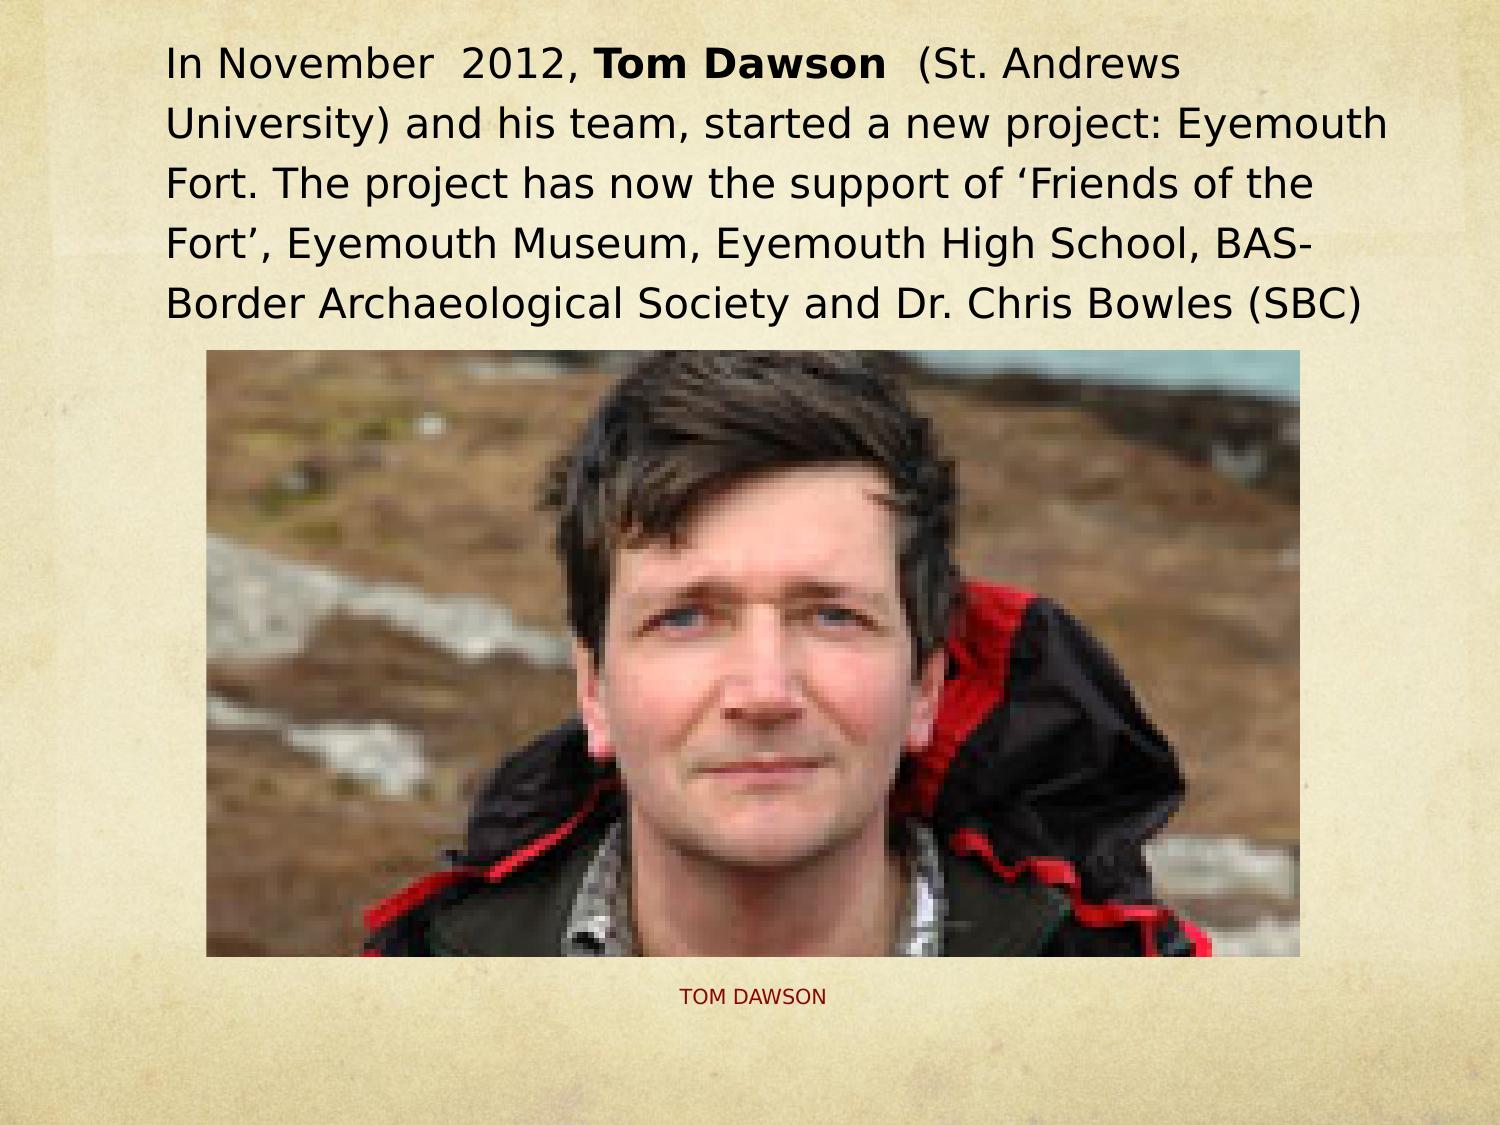 In November  2012, Tom Dawson  (St. Andrews
University) and his team, started a new project: Eyemouth
Fort. The project has now the support of ‘Friends of the
Fort’, Eyemouth Museum, Eyemouth High School, BAS-
Border Archaeological Society and Dr. Chris Bowles (SBC)
TOM DAWSON